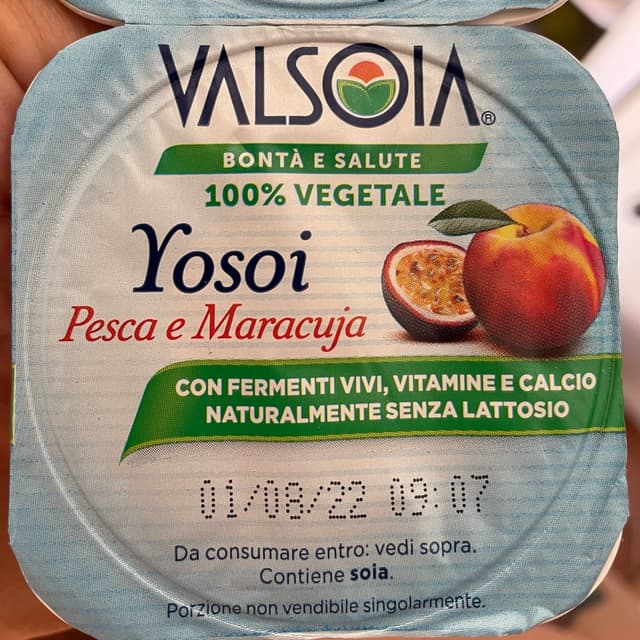 VALSOIA®
BONTÀ E SALUTE
100% VEGETALE
Yosoi
Pesca e Maracuja
CON FERMENTI VIVI, VITAMINE E CALCIO
NATURALMENTE SENZA LATTOSIO
01/08/22 09:07
Da consumare entro: vedi sopra.
Contiene soia.
Porzione non vendibile singolarmente.